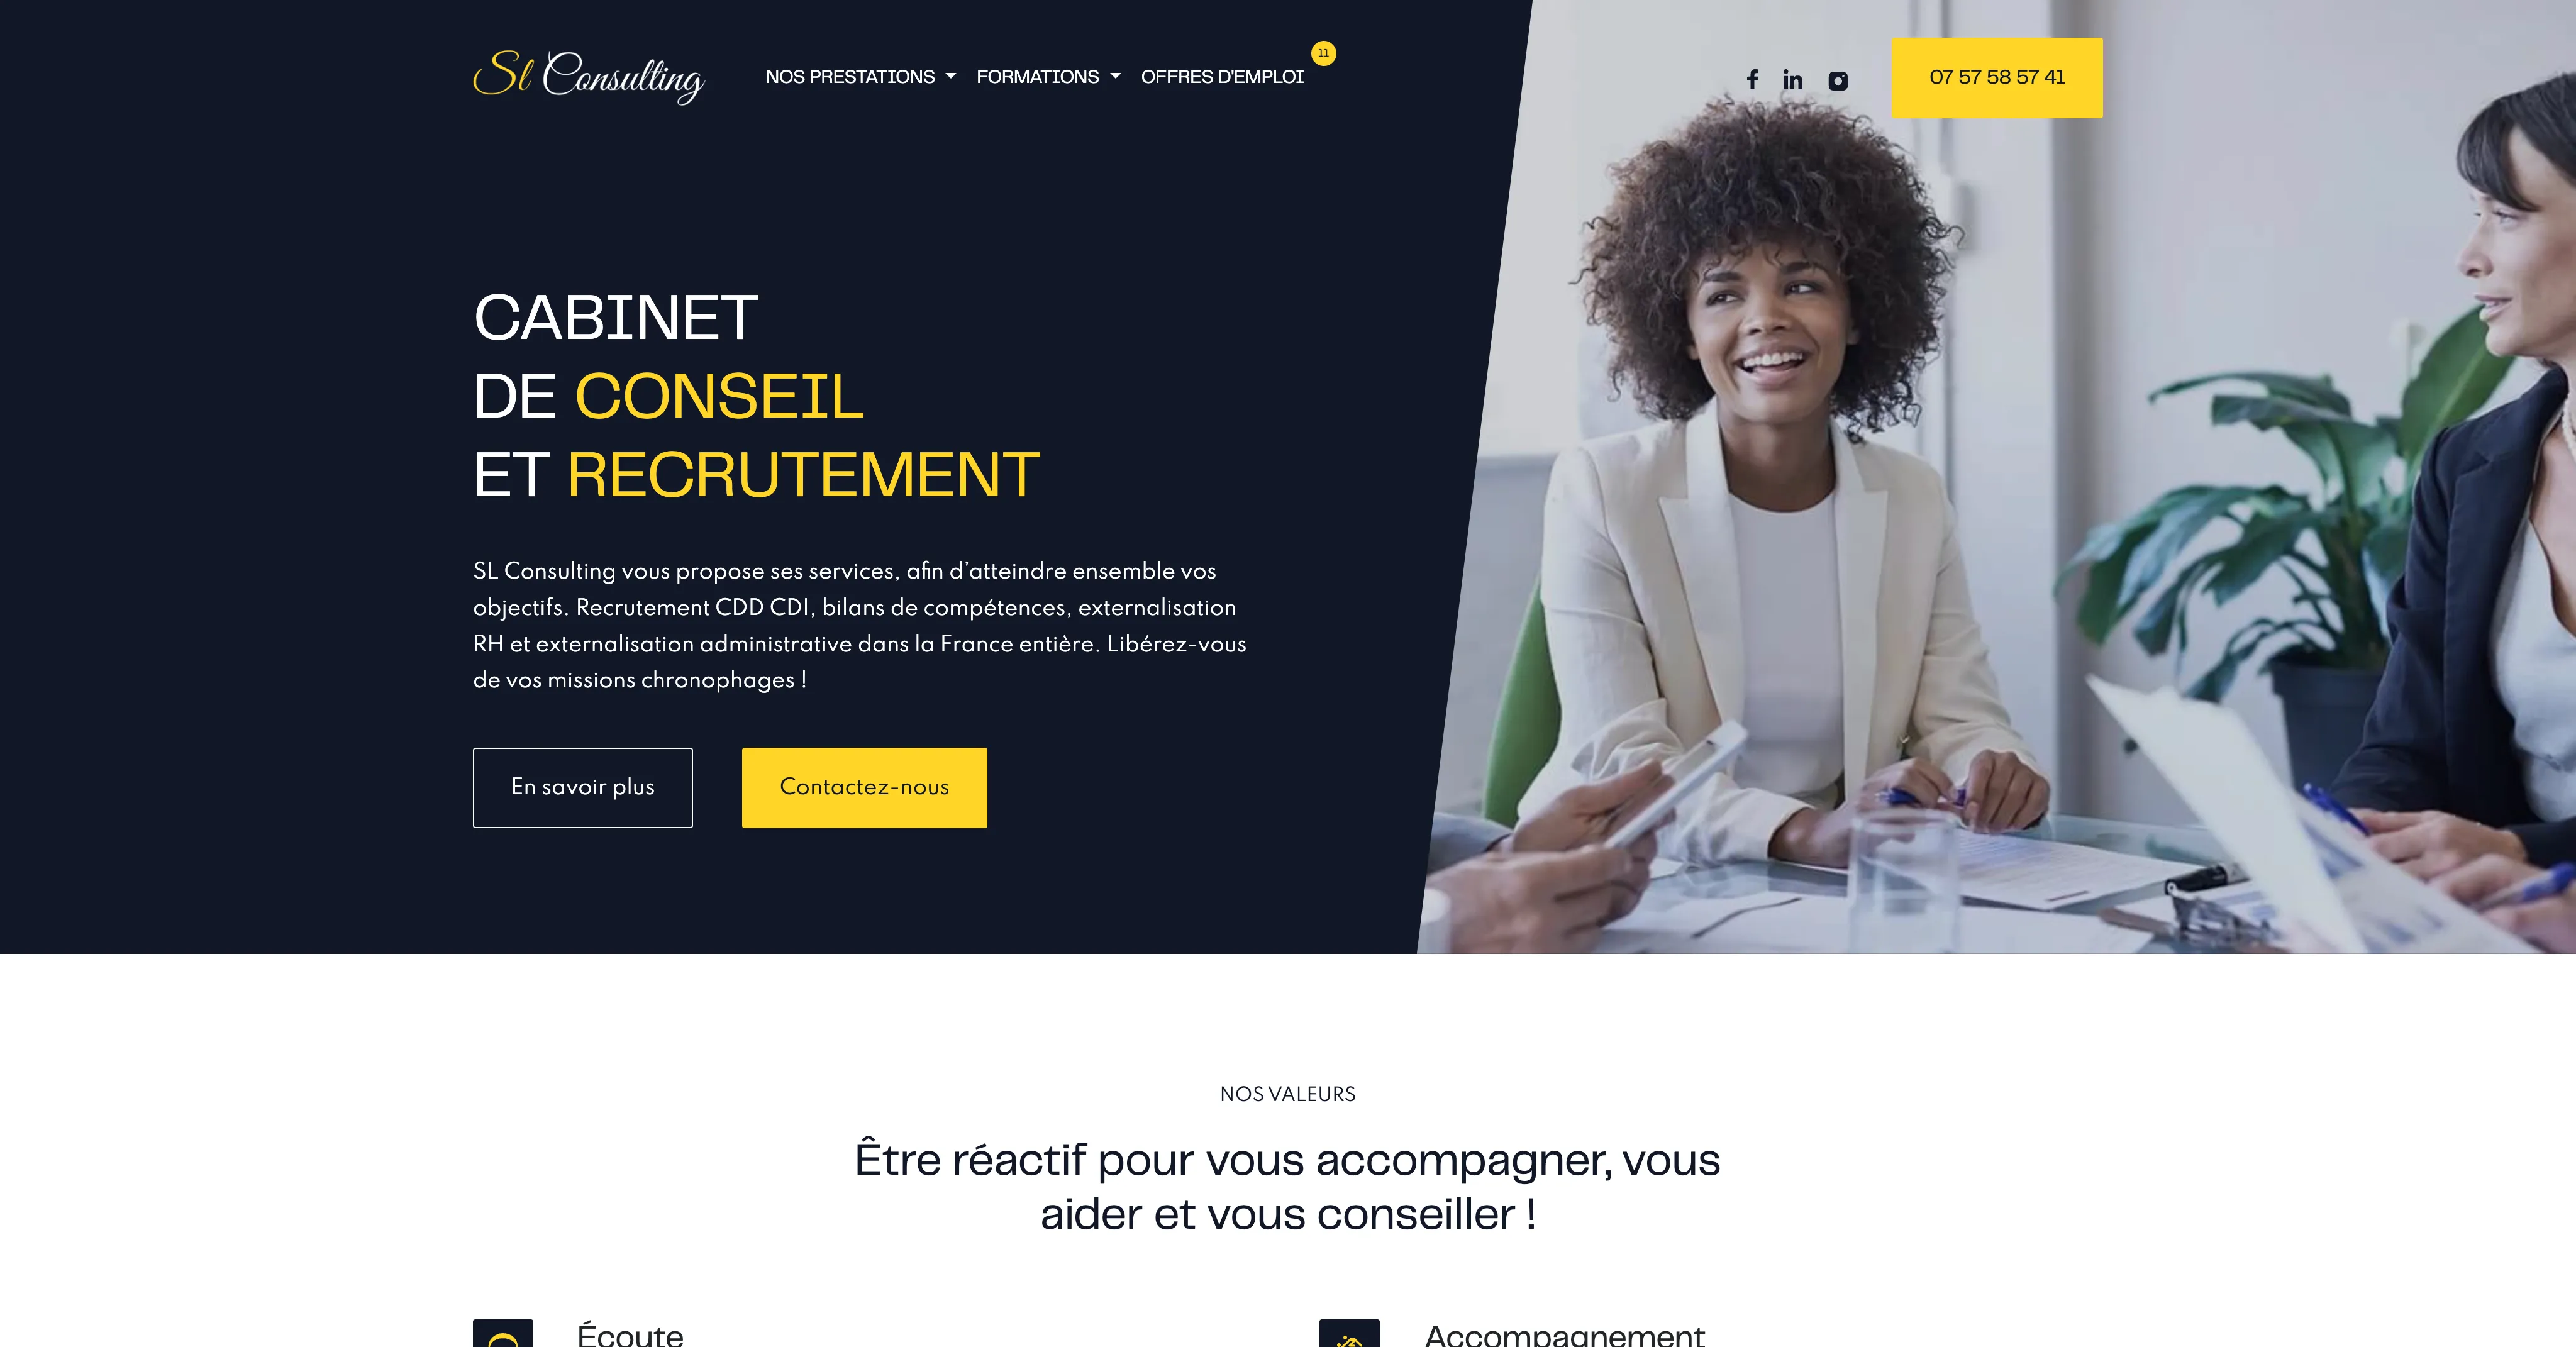 Sl Consulting
NOS PRESTATIONS
FORMATIONS
OFFRES D'EMPLOI
11
07 57 58 57 41
CABINET
DE CONSEIL
ET RECRUTEMENT
SL Consulting vous propose ses services, afin d’atteindre ensemble vos
objectifs. Recrutement CDD CDI, bilans de compétences, externalisation
RH et externalisation administrative dans la France entière. Libérez-vous
de vos missions chronophages !
En savoir plus
Contactez-nous
NOS VALEURS
Être réactif pour vous accompagner, vous
aider et vous conseiller !
Écoute
Accompagnement